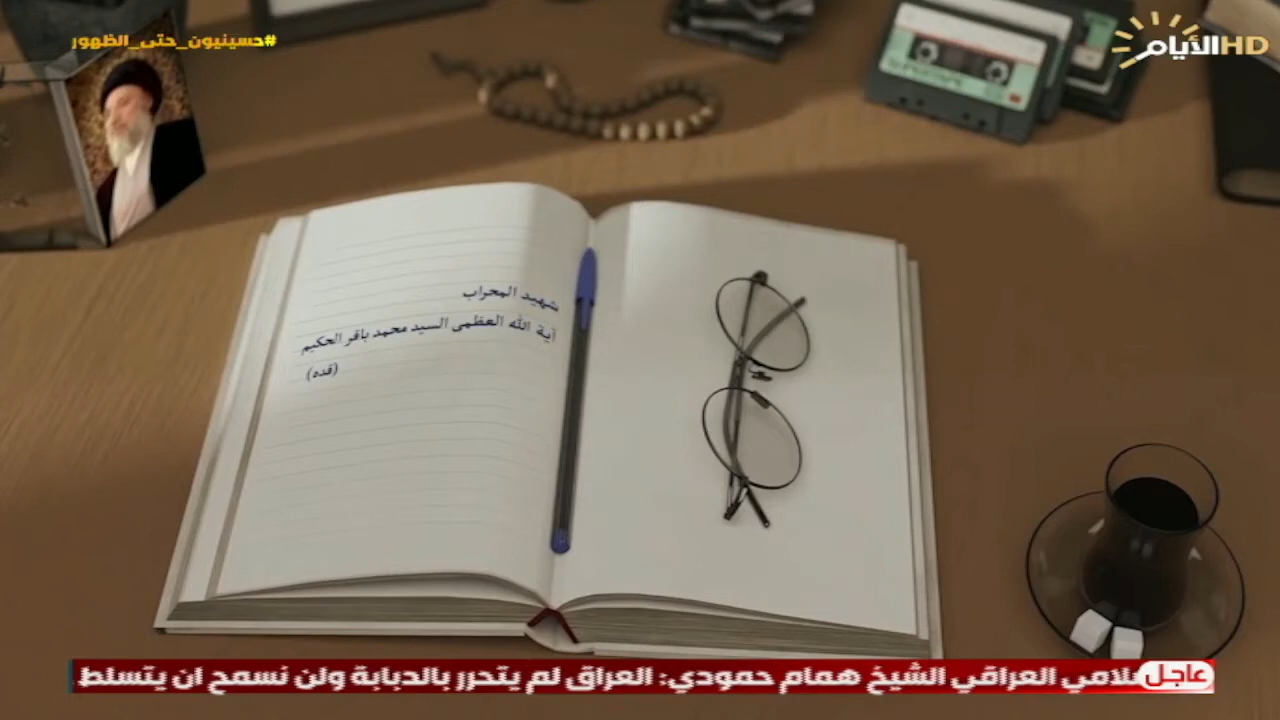 #حسينيون_حتى_الظهور
الأيام HD
شهيد المحراب
آية الله العظمى السيد محمد باقر الحكيم
(قده)
عاجل
العراقي الشيخ همام حمودي: العراق لم يتحرر بالدبابة ولن نسمح ان يتسلط